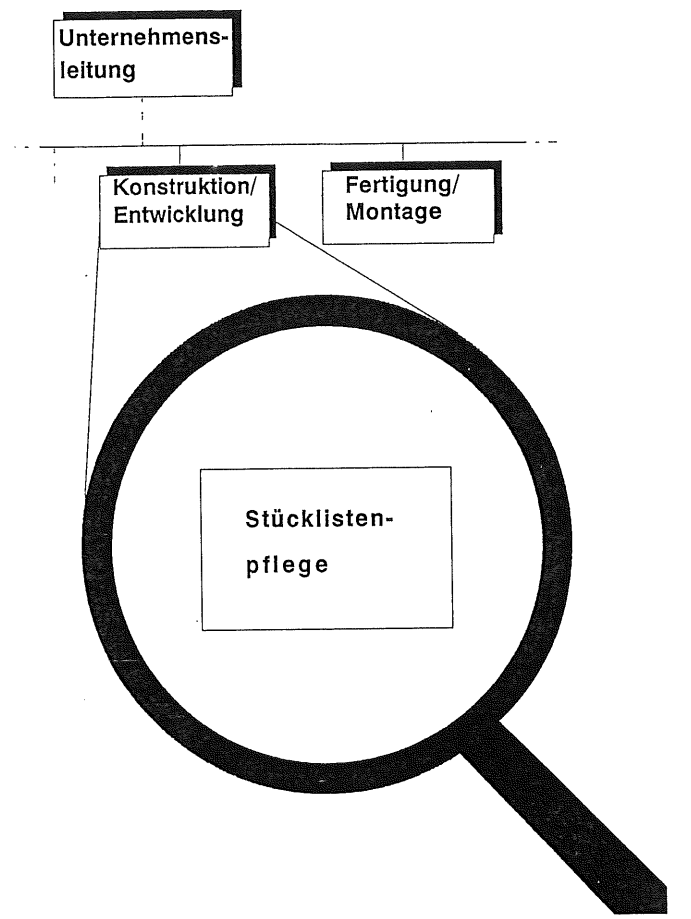 Unternehmens-
leitung
Konstruktion/
Entwicklung
Fertigung/
Montage
Stücklisten-
pflege